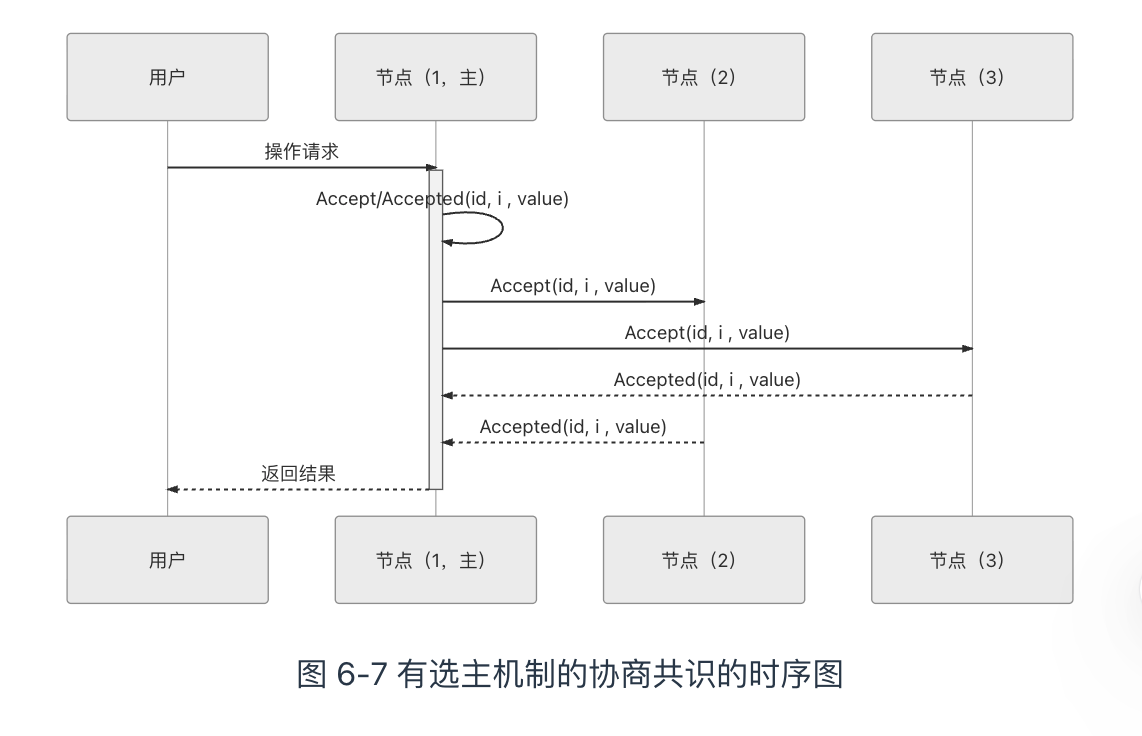 用户
节点（1，主）
节点（2）
节点（3）
操作请求
Accept/Accepted(id, i , value)
Accept(id, i , value)
Accept(id, i , value)
Accepted(id, i , value)
Accepted(id, i , value)
返回结果
用户
节点（1，主）
节点（2）
节点（3）
图 6-7 有选主机制的协商共识的时序图